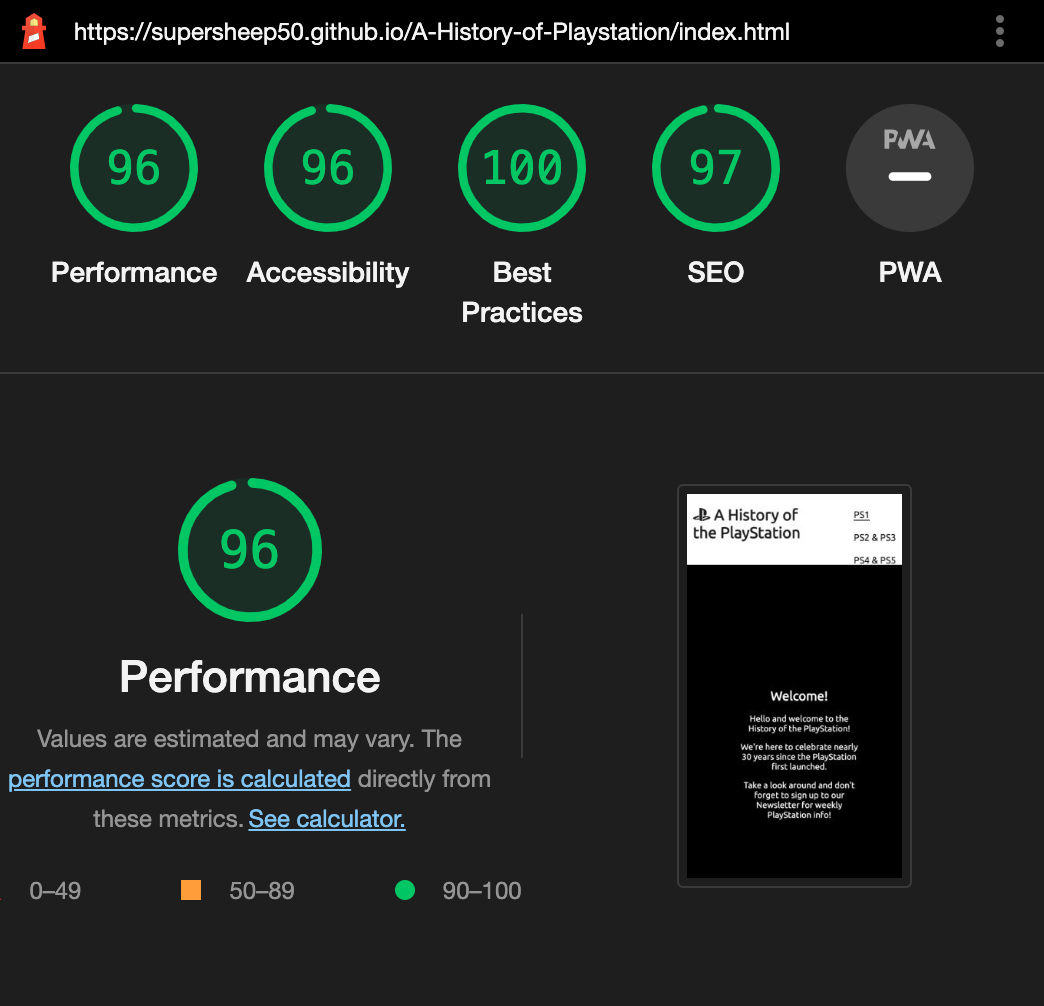 https://supersheep50.github.io/A-History-of-Playstation/index.html
96
96
100
97
PWA
Performance
Accessibility
Best
Practices
SEO
PWA
96
Performance
Values are estimated and may vary. The
performance score is calculated directly from
these metrics. See calculator.
0–49
50–89
90–100
A History of
the PlayStation
PS1
PS2 & PS3
PS4 & PS5
Welcome!
Hello and welcome to the
History of the PlayStation!
We're here to celebrate nearly
30 years since the PlayStation
first launched.
Take a look around and don't
forget to sign up to our
Newsletter for weekly
PlayStation info!